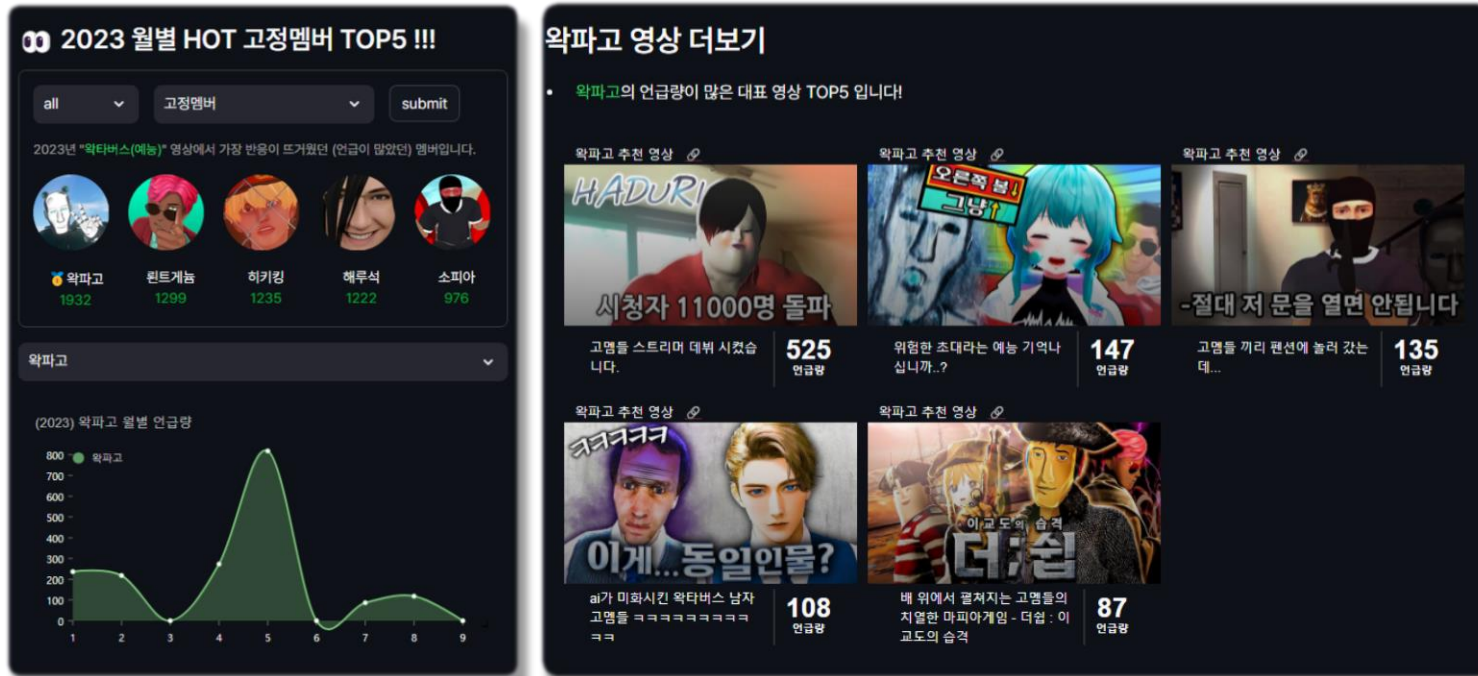 2023 월별 HOT 고정멤버 TOP5 !!!
all
고정멤버
submit
2023년 "왁타버스(예능)" 영상에서 가장 반응이 뜨거웠던 (언급이 많았던) 멤버입니다.
왁파고
뢴트게늄
히키킹
해루석
소피아
1932
1299
1235
1222
976
왁파고
(2023) 왁파고 월별 언급량
왁파고
800
700
600
500
400
300
200
100
0
1
2
3
4
5
6
7
8
9
왁파고 영상 더보기
왁파고의 언급량이 많은 대표 영상 TOP5 입니다!
왁파고 추천 영상
HADURI
시청자 11000명 돌파
고멤들 스트리머 데뷔 시켰습
니다.
525
언급량
왁파고 추천 영상
오른쪽 봄↓
그냥↑
위험한 초대라는 예능 기억나
십니까..?
147
언급량
왁파고 추천 영상
-절대 저 문을 열면 안됩니다
고멤들 끼리 펜션에 놀러 갔는
데...
135
언급량
왁파고 추천 영상
ㅋㅋㅋㅋㅋ
이게...동일인물?
ai가 미화시킨 왁타버스 남자
고멤들 ㅋㅋㅋㅋㅋㅋㅋㅋㅋ
ㅋㅋ
108
언급량
왁파고 추천 영상
이교도의 습격
더;쉽
배 위에서 펼쳐지는 고멤들의
치열한 마피아게임 - 더쉽 : 이
교도의 습격
87
언급량